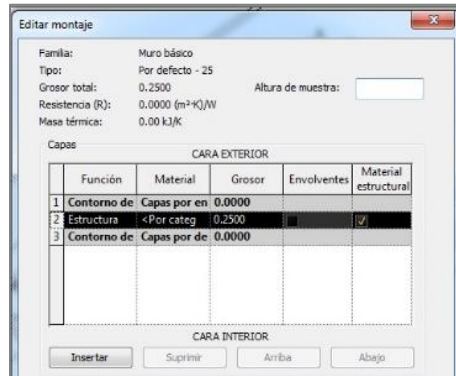 Editar montaje
Familia: Muro básico
Tipo: Por defecto - 25
Grosor total: 0.2500 Altura de muestra:
Resistencia (R): 0.0000 (m²·K)/W
Masa térmica: 0.00 kJ/K
Capas
CARA EXTERIOR
Función Material Grosor Envolventes Material estructural
1 Contorno de Capas por en 0.0000
2 Estructura <Por categ 0.2500
3 Contorno de Capas por de 0.0000
CARA INTERIOR
Insertar Suprimir Arriba Abajo